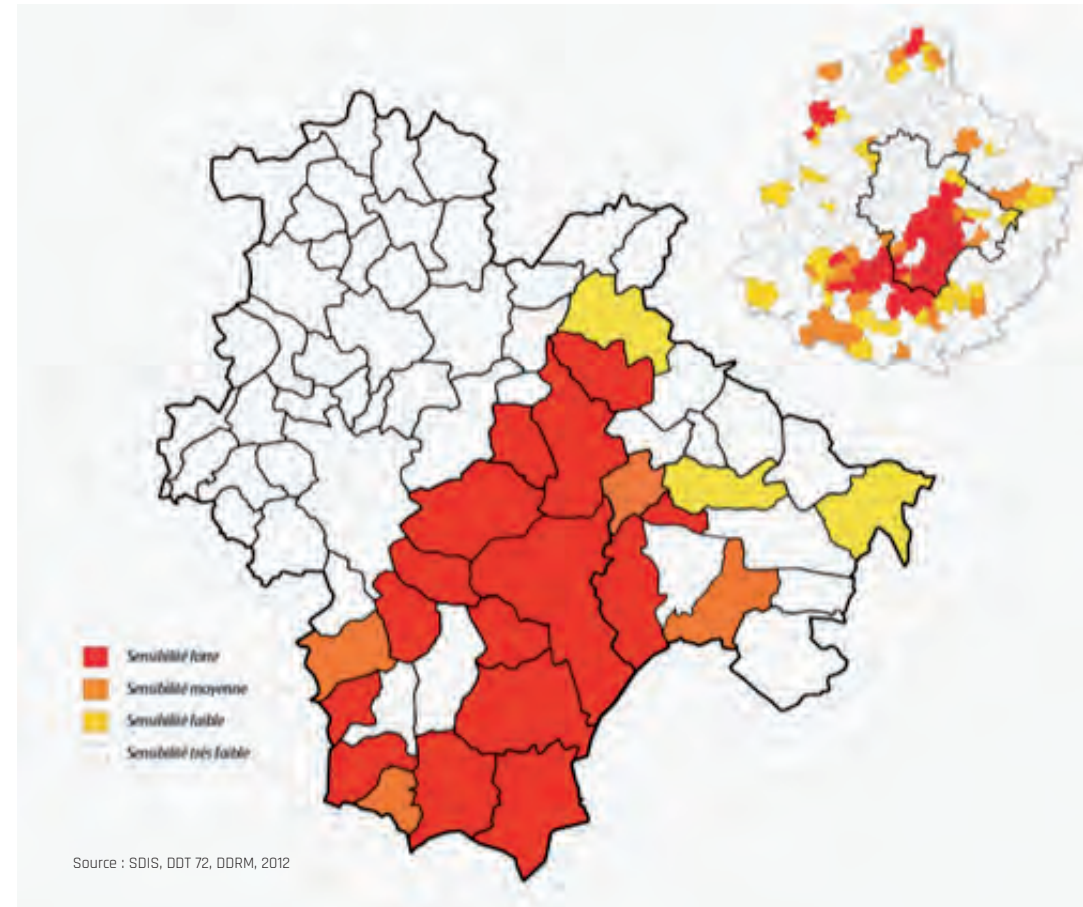 Sensibilité forte
Sensibilité moyenne
Sensibilité faible
Sensibilité très faible
Source : SDIS, DDT 72, DDRM, 2012